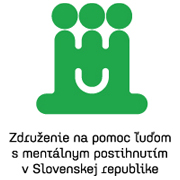 Združenie na pomoc ľuďom
s mentálnym postihnutím
v Slovenskej republike